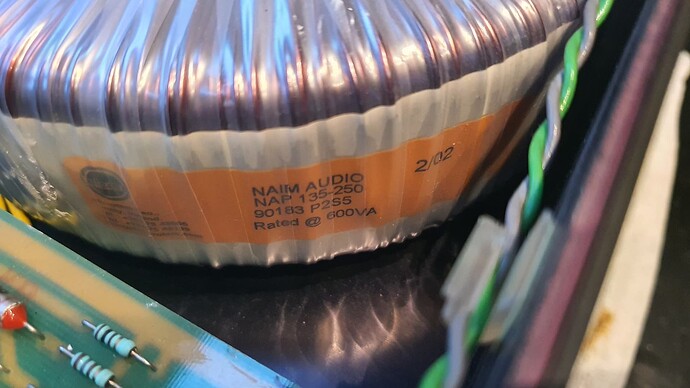 NAIM AUDIO
NAP 135-250
90183 P2S5
Rated @ 600VA
2/02